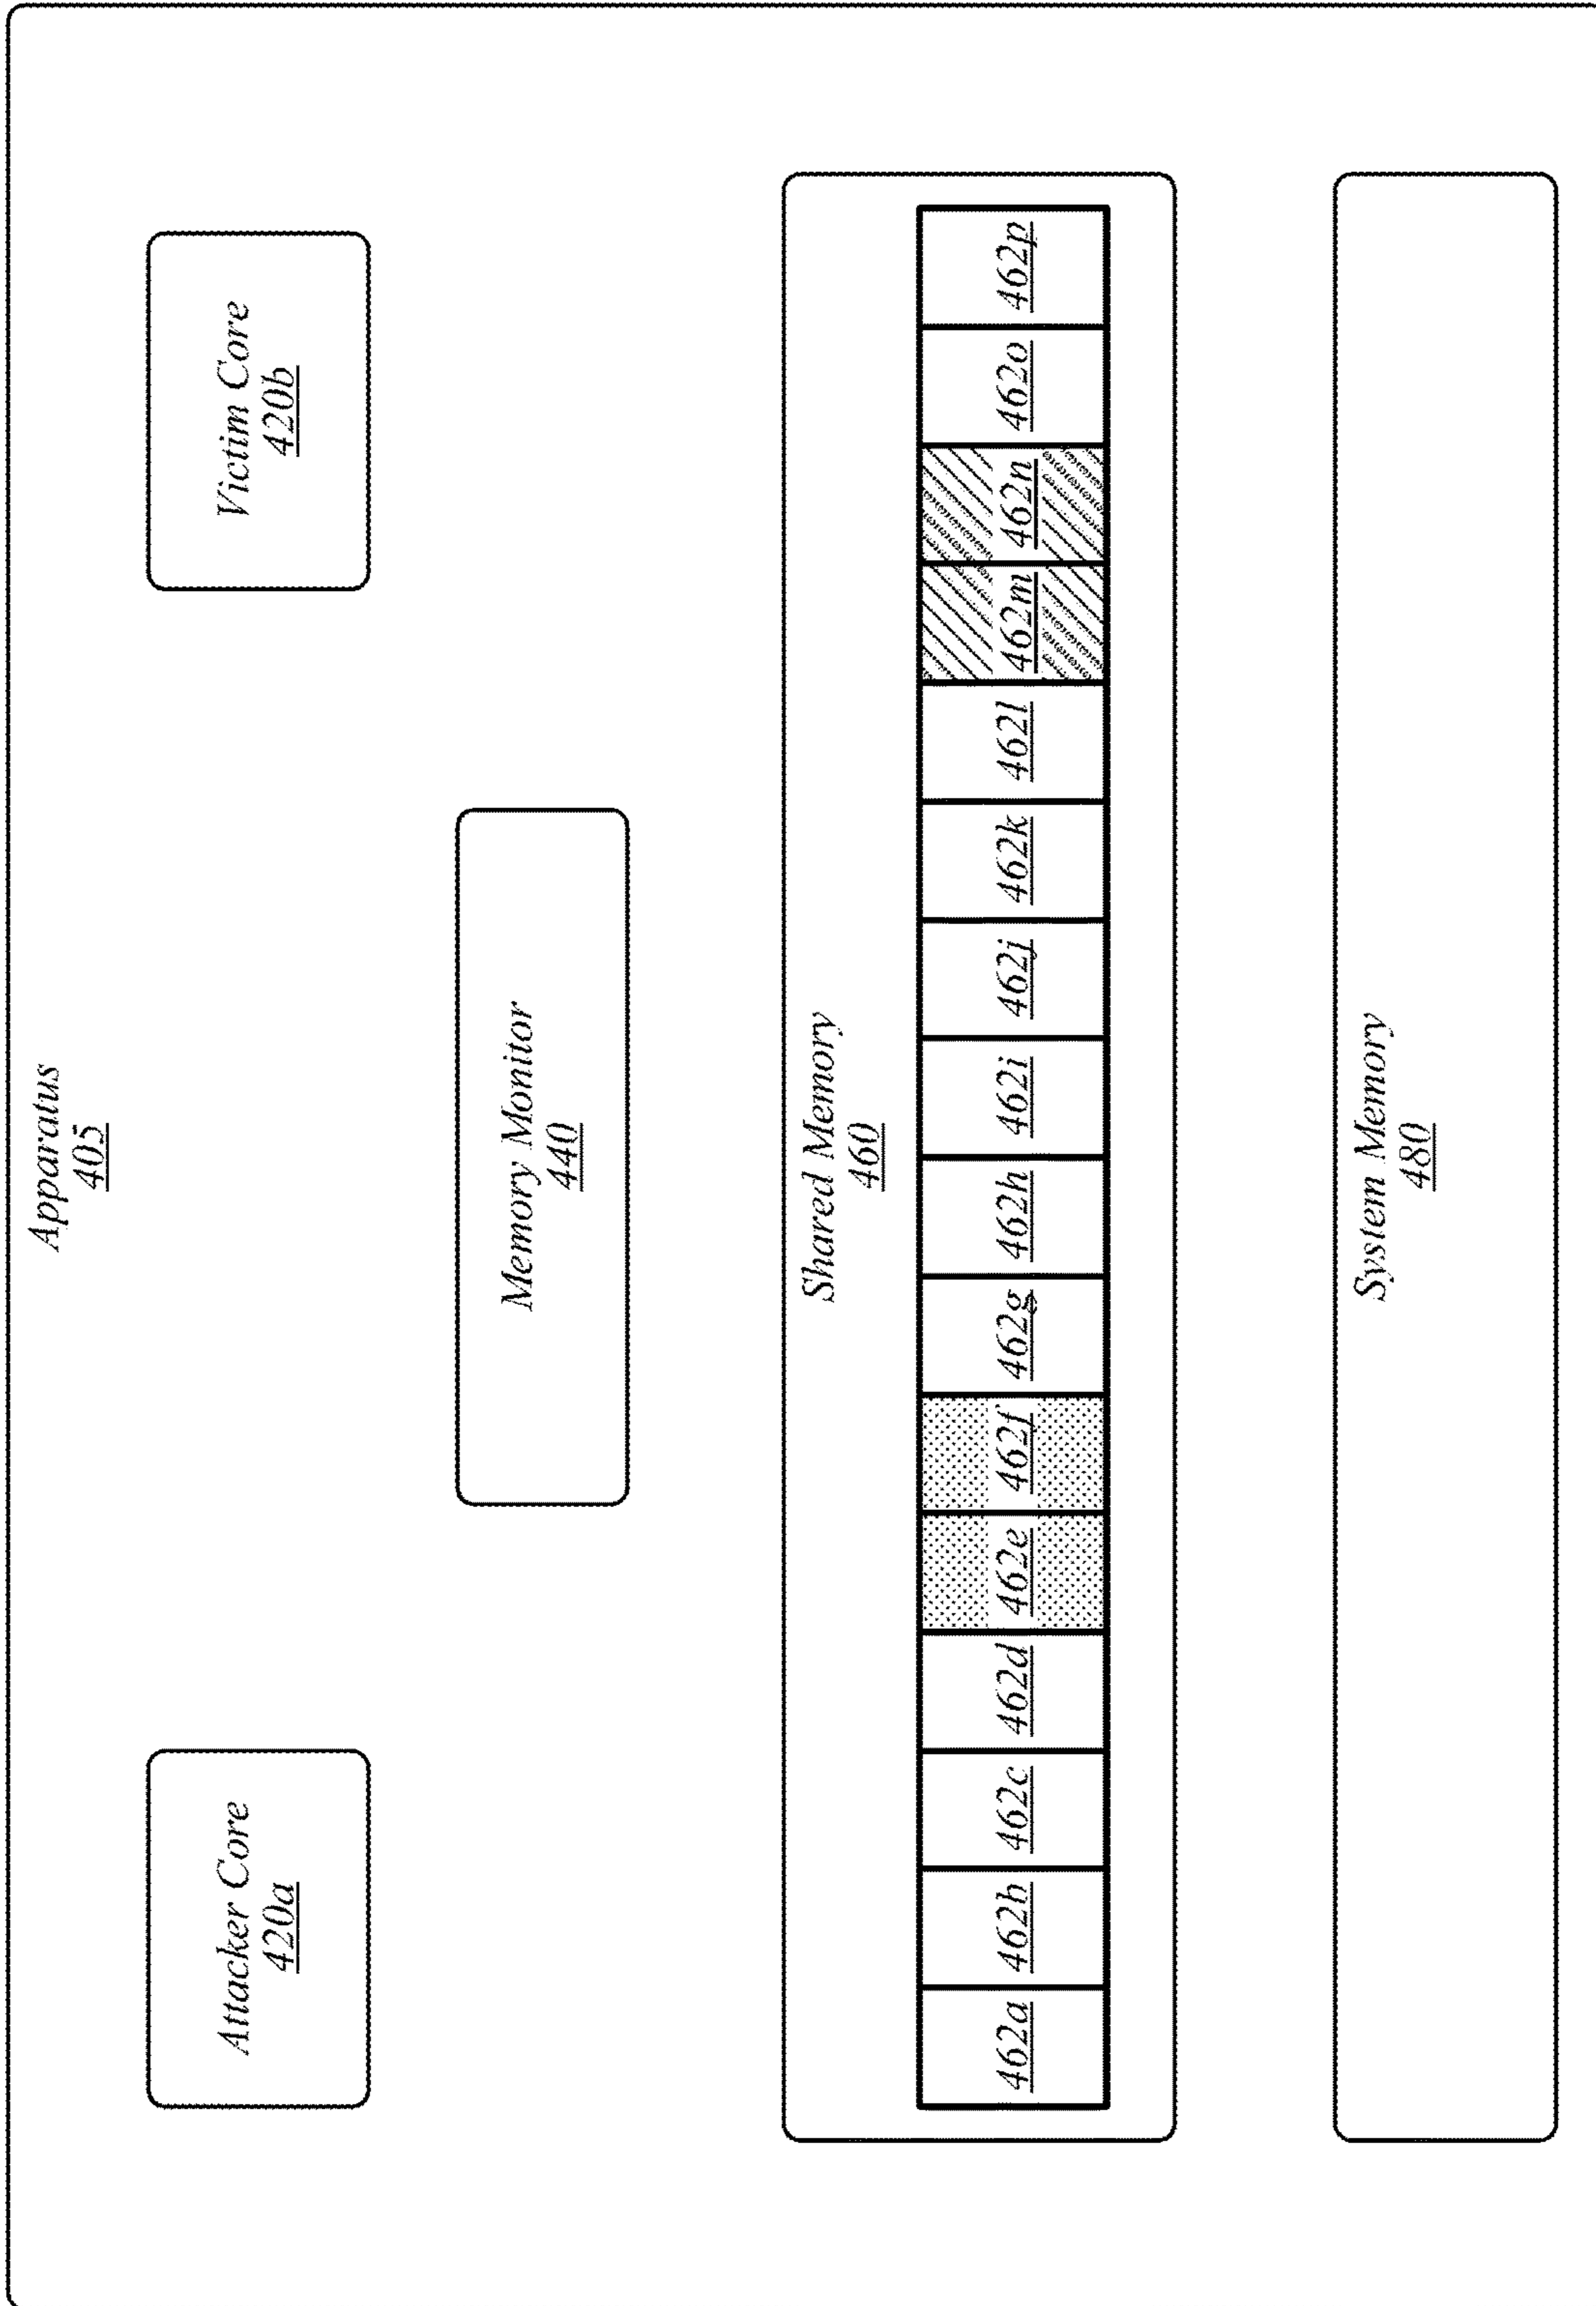 Apparatus
405
Attacker Core
420a
Victim Core
420b
Memory Monitor
440
Shared Memory
460
462a
462b
462c
462d
462e
462f
462g
462h
462i
462j
462k
462l
462m
462n
462o
462p
System Memory
480